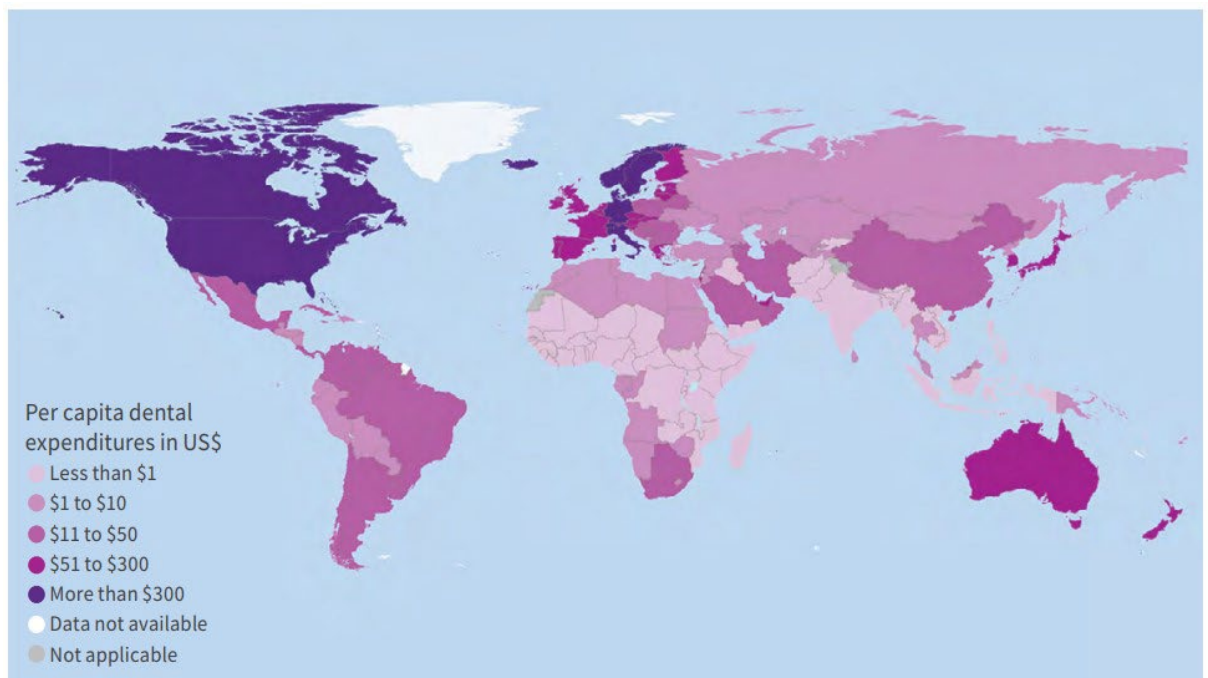 Per capita dental
expenditures in US$
Less than $1
$1 to $10
$11 to $50
$51 to $300
More than $300
Data not available
Not applicable